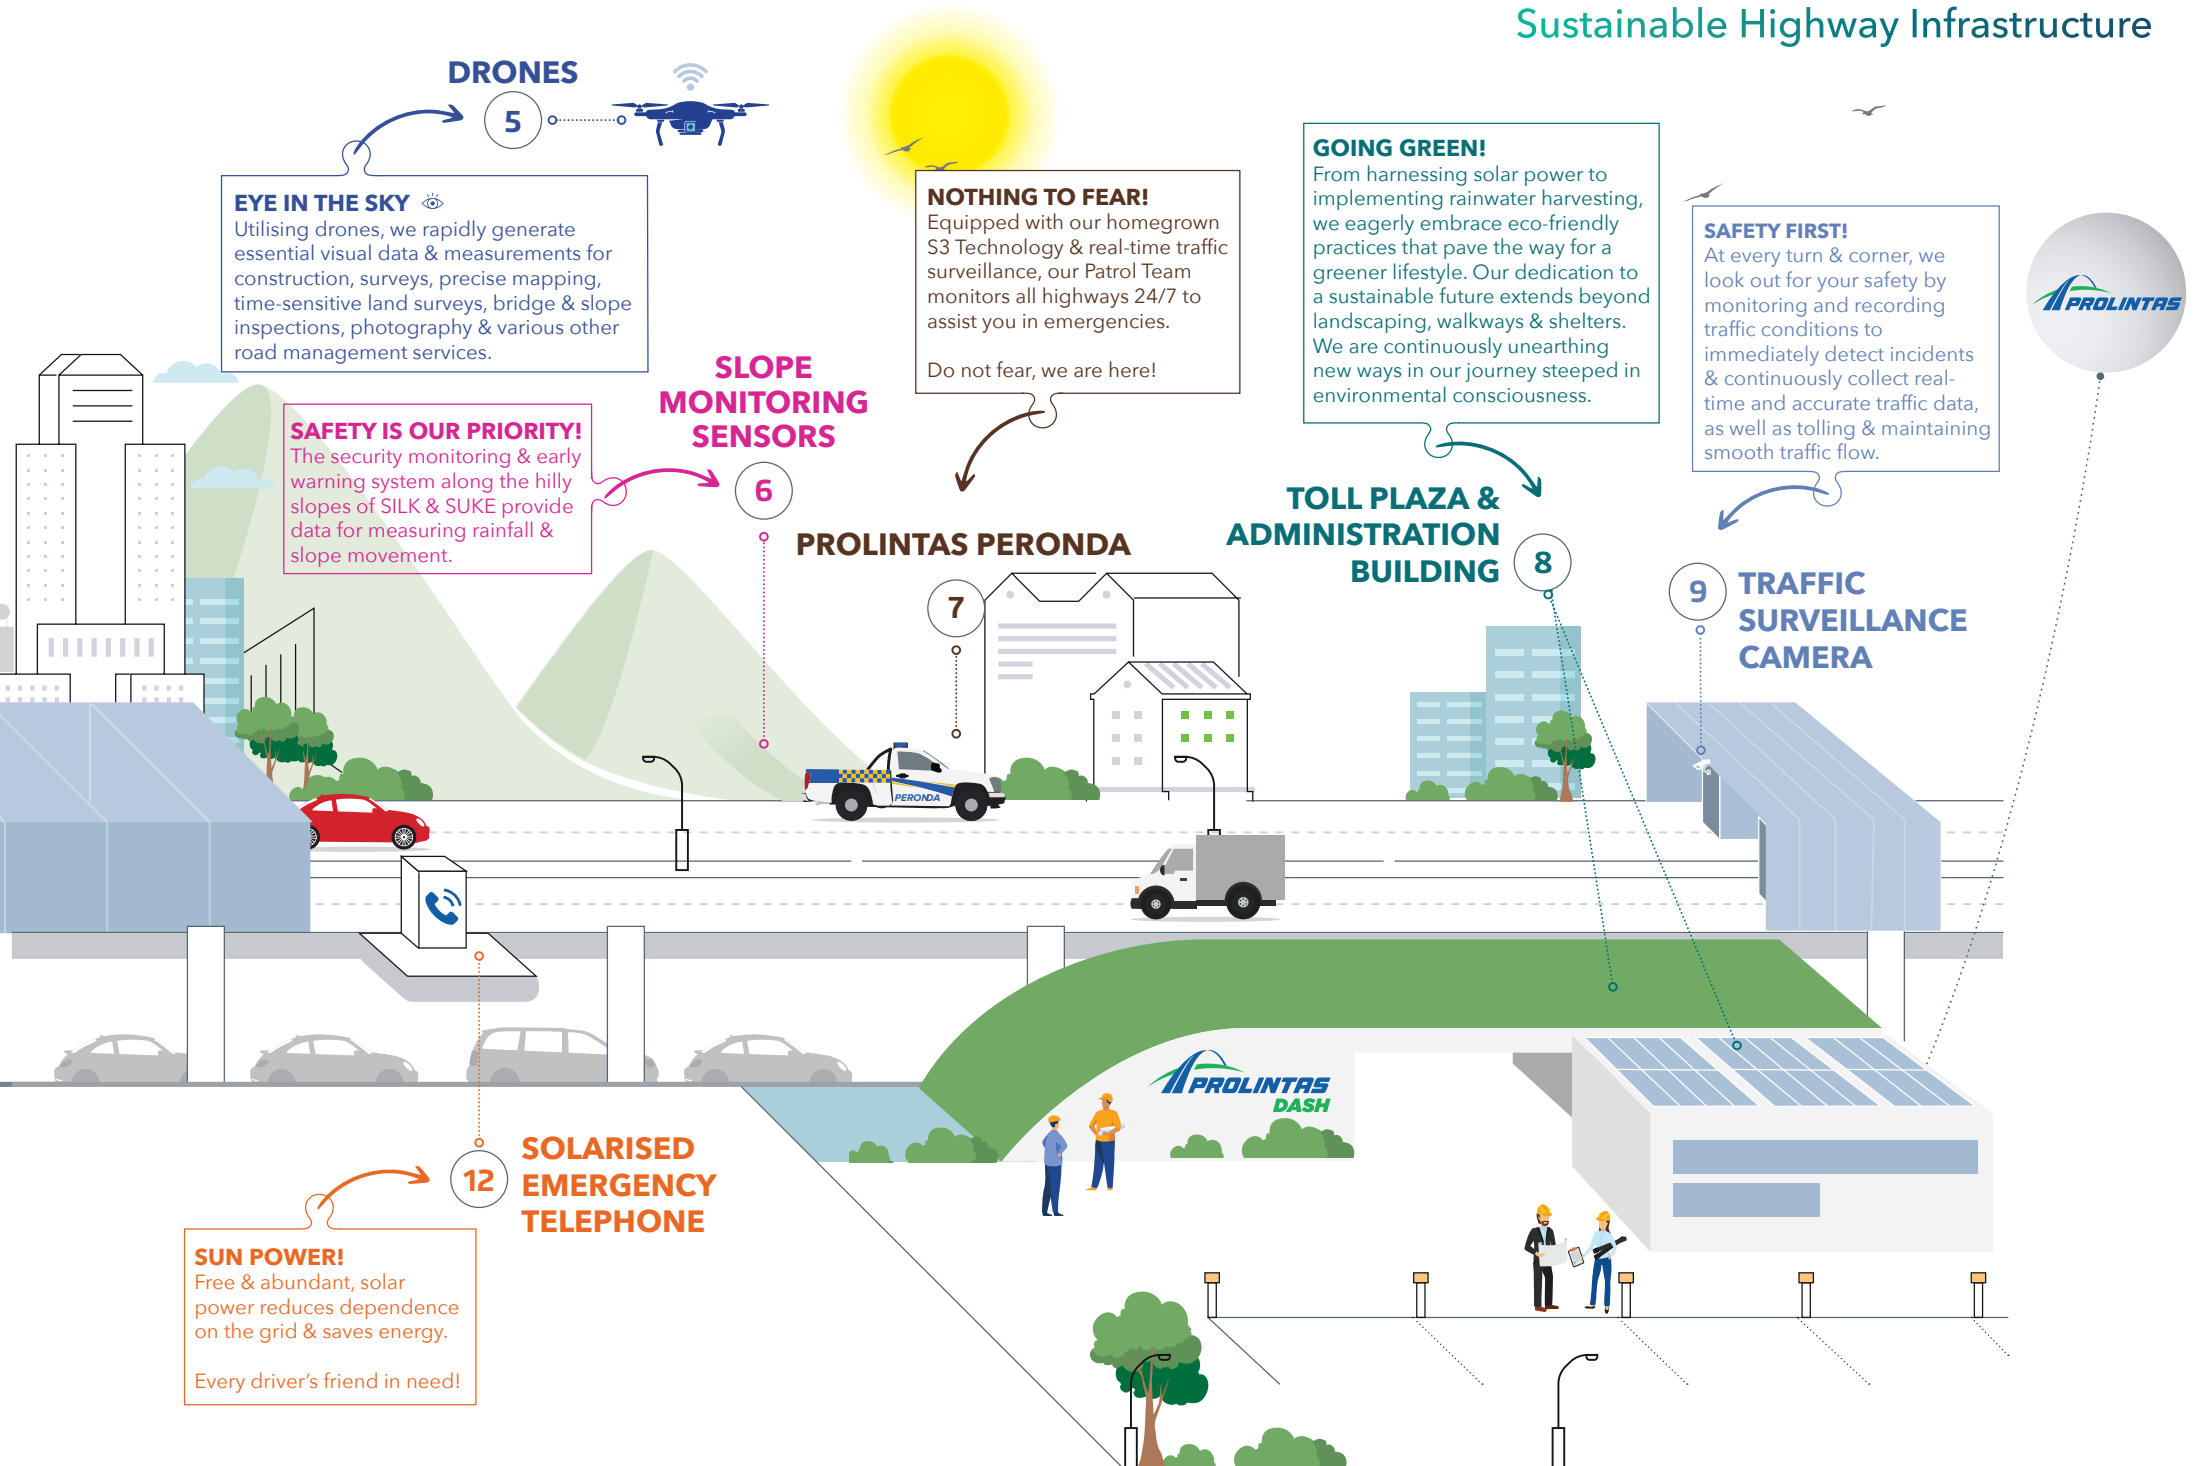 Sustainable Highway Infrastructure
DRONES
5
EYE IN THE SKY
Utilising drones, we rapidly generate
essential visual data & measurements for
construction, surveys, precise mapping,
time-sensitive land surveys, bridge & slope
inspections, photography & various other
road management services.
SAFETY IS OUR PRIORITY!
The security monitoring & early
warning system along the hilly
slopes of SILK & SUKE provide
data for measuring rainfall &
slope movement.
SLOPE
MONITORING
SENSORS
6
NOTHING TO FEAR!
Equipped with our homegrown
S3 Technology & real-time traffic
surveillance, our Patrol Team
monitors all highways 24/7 to
assist you in emergencies.
Do not fear, we are here!
PROLINTAS PERONDA
7
GOING GREEN!
From harnessing solar power to
implementing rainwater harvesting,
we eagerly embrace eco-friendly
practices that pave the way for a
greener lifestyle. Our dedication to
a sustainable future extends beyond
landscaping, walkways & shelters.
We are continuously unearthing
new ways in our journey steeped in
environmental consciousness.
TOLL PLAZA &
ADMINISTRATION
BUILDING
8
SAFETY FIRST!
At every turn & corner, we
look out for your safety by
monitoring and recording
traffic conditions to
immediately detect incidents
& continuously collect real-
time and accurate traffic data,
as well as tolling & maintaining
smooth traffic flow.
9
TRAFFIC
SURVEILLANCE
CAMERA
PROLINTAS
PERONDA
PROLINTAS
DASH
12
SOLARISED
EMERGENCY
TELEPHONE
SUN POWER!
Free & abundant, solar
power reduces dependence
on the grid & saves energy.
Every driver's friend in need!